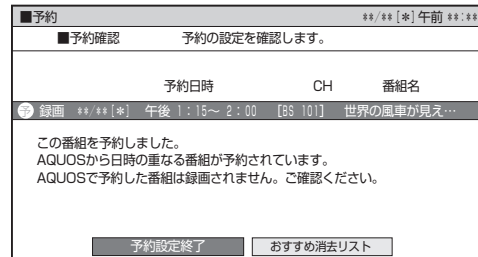 ■予約 **/**[*]午前 **:**
■予約確認 予約の設定を確認します。
予約日時 CH 番組名
予 録画 **/**[*] 午後 1:15〜 2:00 [BS 101] 世界の風車が見え…
この番組を予約しました。
AQUOSから日時の重なる番組が予約されています。
AQUOSで予約した番組は録画されません。ご確認ください。
予約設定終了 おすすめ消去リスト